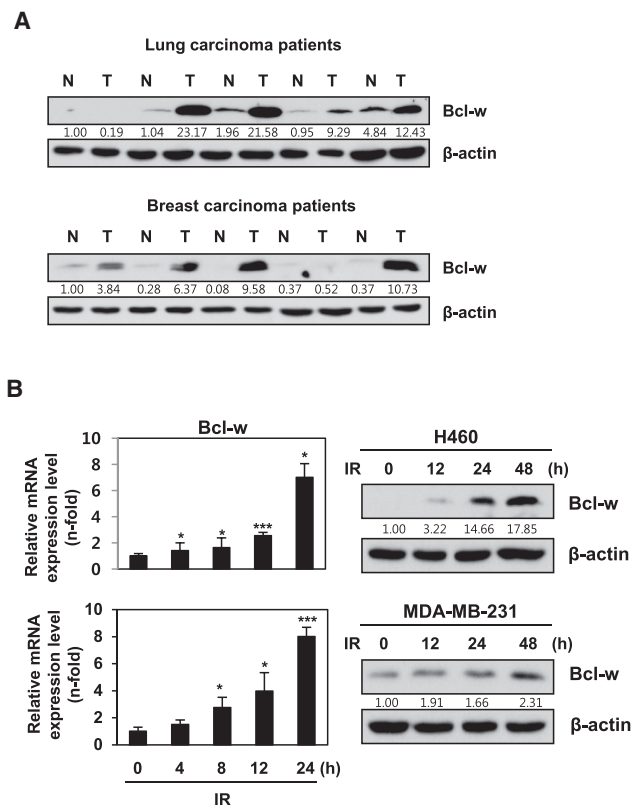 A
Lung carcinoma patients
N T N T N T N T N T
Bcl-w
1.00 0.19 1.04 23.17 1.96 21.58 0.95 9.29 4.84 12.43
β-actin
Breast carcinoma patients
N T N T N T N T N T
Bcl-w
1.00 3.84 0.28 6.37 0.08 9.58 0.37 0.52 0.37 10.73
β-actin
B
Bcl-w
Relative mRNA
expression level
(n-fold)
10
8
6
4
2
0
* * *** *
Relative mRNA
expression level
(n-fold)
10
8
6
4
2
0
* * ***
0 4 8 12 24 (h)
IR
H460
IR 0 12 24 48 (h)
Bcl-w
1.00 3.22 14.66 17.85
β-actin
MDA-MB-231
IR 0 12 24 48 (h)
Bcl-w
1.00 1.91 1.66 2.31
β-actin